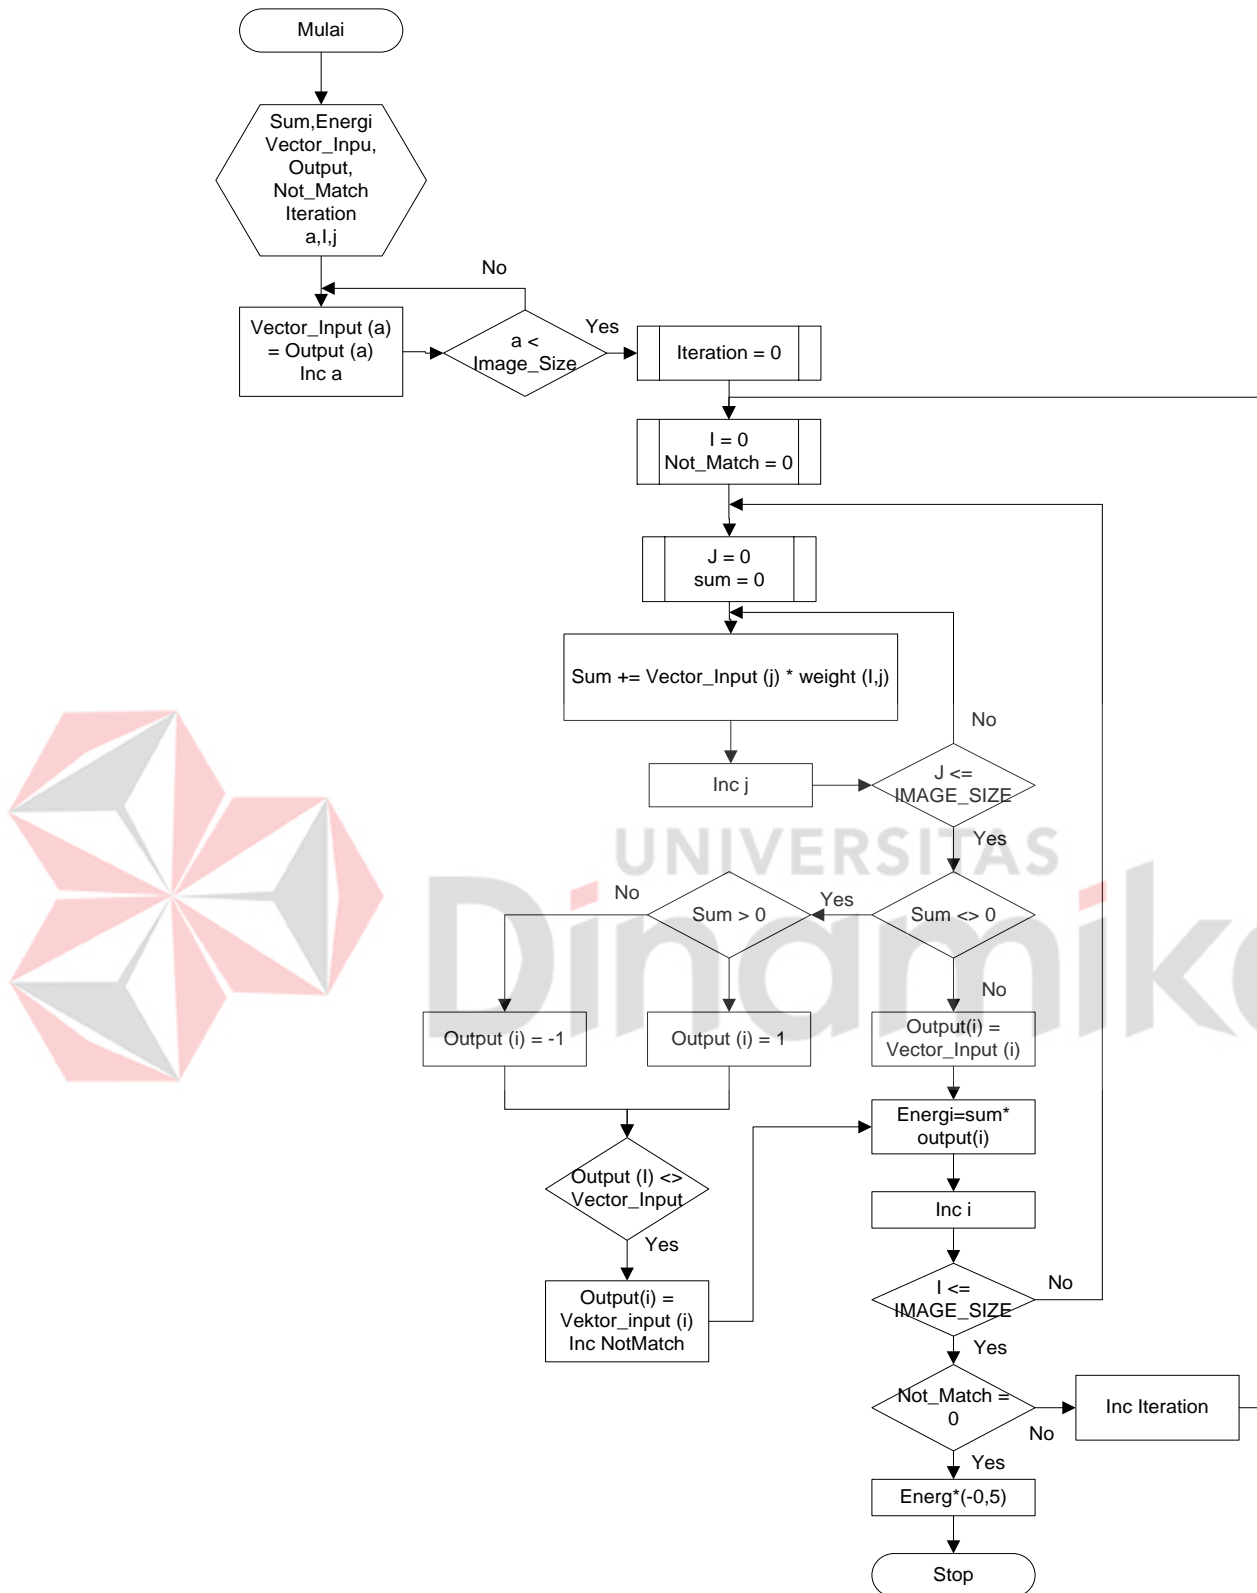 Mulai
Sum,Energi
Vector_Inpu,
Output,
Not_Match
Iteration
a,I,j
No
Vector_Input (a)
= Output (a)
Inc a
a <
Image_Size
Yes
Iteration = 0
I = 0
Not_Match = 0
J = 0
sum = 0
Sum += Vector_Input (j) * weight (I,j)
No
Inc j
J <=
IMAGE_SIZE
Yes
UNIVERSITAS
Dinamika
No
Sum > 0
Yes
Sum <> 0
No
Output (i) = -1
Output (i) = 1
Output(i) =
Vector_Input (i)
Energi=sum*
output(i)
Output (I) <>
Vector_Input
Inc i
Yes
Output(i) =
Vektor_input (i)
Inc NotMatch
I <=
IMAGE_SIZE
No
Yes
Not_Match =
0
No
Inc Iteration
Yes
Energ*(-0,5)
Stop